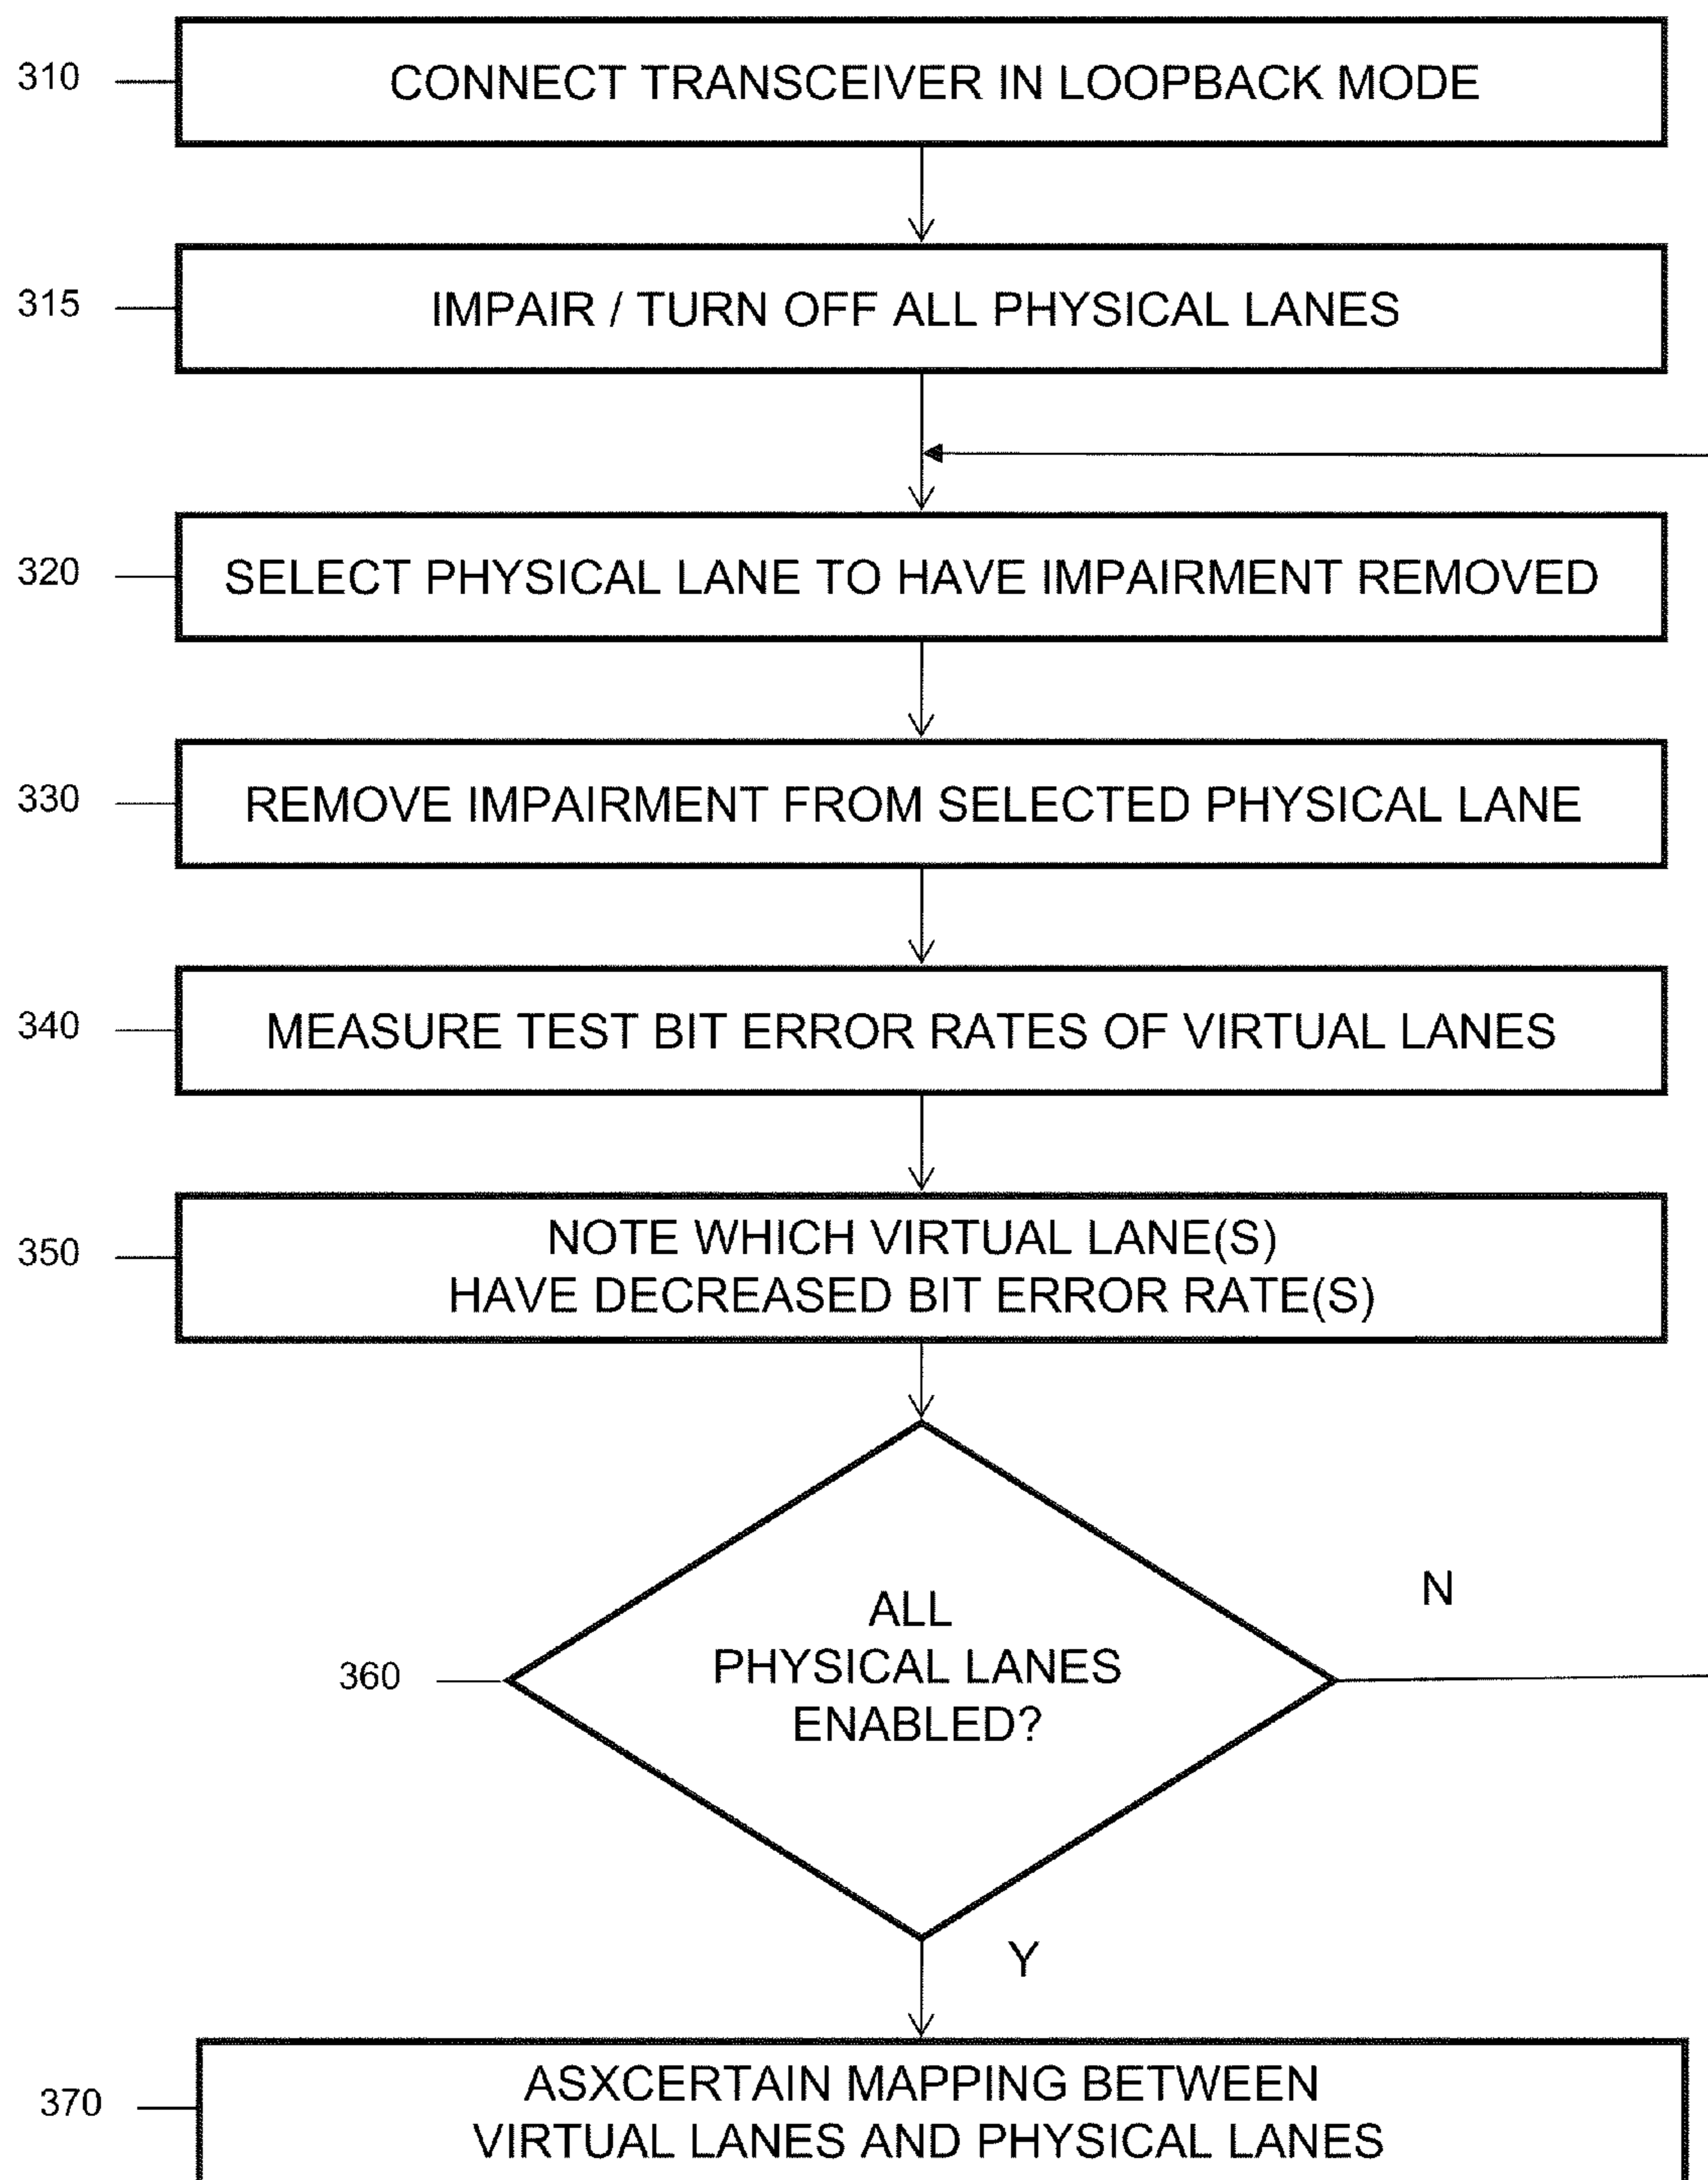 310
CONNECT TRANSCEIVER IN LOOPBACK MODE
315
IMPAIR / TURN OFF ALL PHYSICAL LANES
320
SELECT PHYSICAL LANE TO HAVE IMPAIRMENT REMOVED
330
REMOVE IMPAIRMENT FROM SELECTED PHYSICAL LANE
340
MEASURE TEST BIT ERROR RATES OF VIRTUAL LANES
350
NOTE WHICH VIRTUAL LANE(S)
HAVE DECREASED BIT ERROR RATE(S)
360
ALL
PHYSICAL LANES
ENABLED?
N
Y
370
ASXCERTAIN MAPPING BETWEEN
VIRTUAL LANES AND PHYSICAL LANES